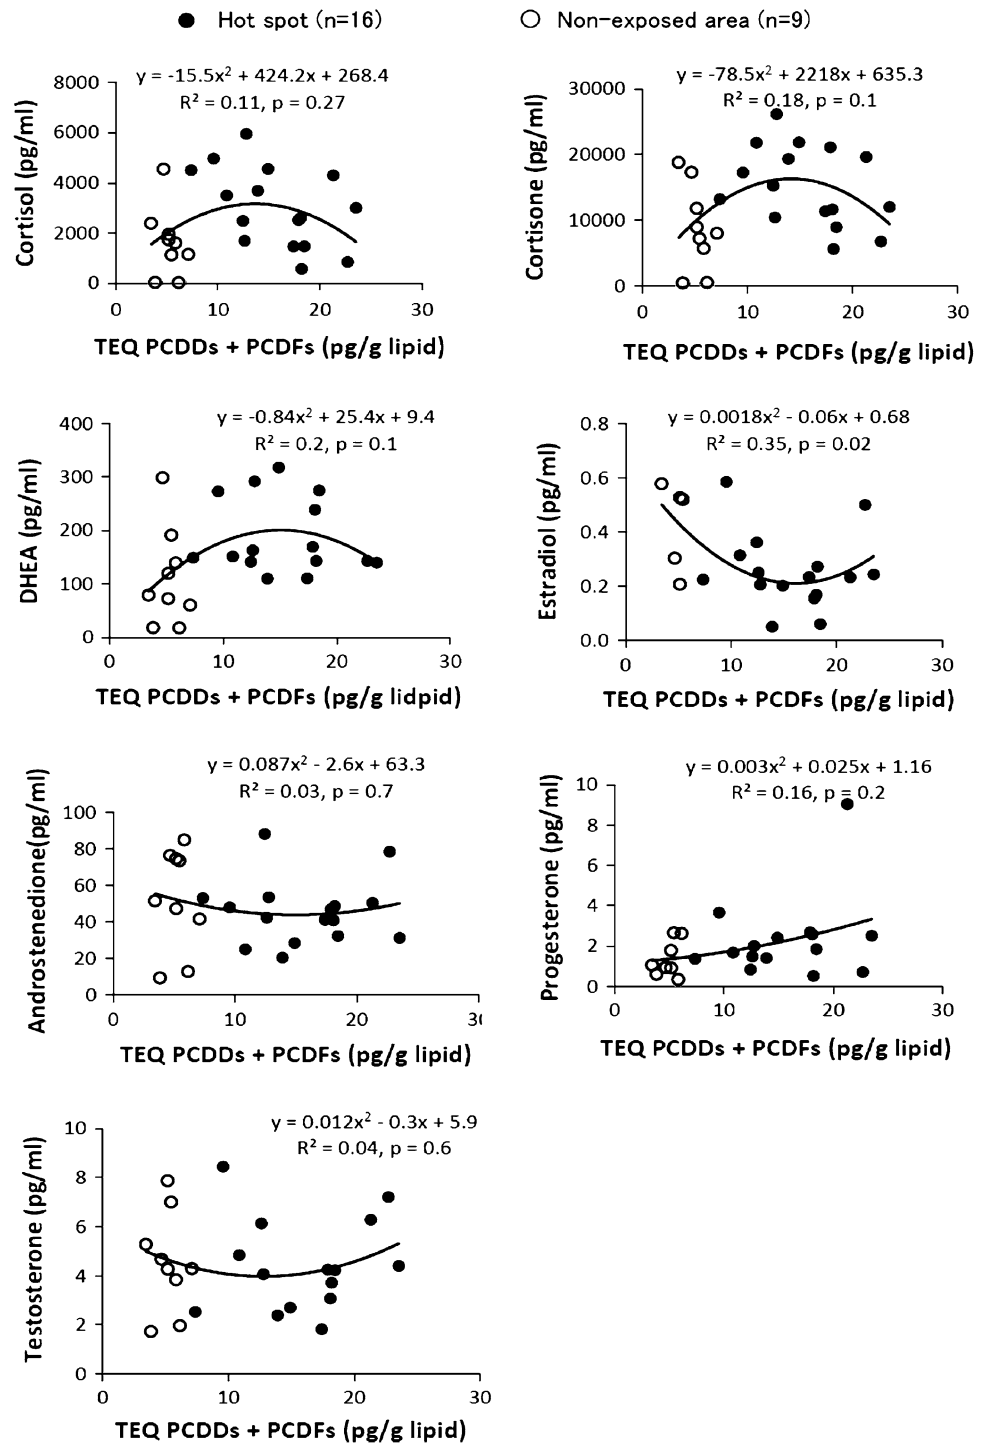 Hot spot (n=16)
Non-exposed area (n=9)
y = -15.5x² + 424.2x + 268.4
R² = 0.11, p = 0.27
Cortisol (pg/ml)
8000
6000
4000
2000
0
0 10 20 30
TEQ PCDDs + PCDFs (pg/g lipid)
y = -78.5x² + 2218x + 635.3
R² = 0.18, p = 0.1
Cortisone (pg/ml)
30000
20000
10000
0
0 10 20 30
TEQ PCDDs + PCDFs (pg/g lipid)
y = -0.84x² + 25.4x + 9.4
R² = 0.2, p = 0.1
DHEA (pg/ml)
400
300
200
100
0
0 10 20 30
TEQ PCDDs + PCDFs (pg/g lidpid)
y = 0.0018x² - 0.06x + 0.68
R² = 0.35, p = 0.02
Estradiol (pg/ml)
0.8
0.6
0.4
0.2
0.0
0 10 20 30
TEQ PCDDs + PCDFs (pg/g lipid)
y = 0.087x² - 2.6x + 63.3
R² = 0.03, p = 0.7
Androstenedione(pg/ml)
100
80
60
40
20
0
0 10 20 30
TEQ PCDDs + PCDFs (pg/g lipid)
y = 0.003x² + 0.025x + 1.16
R² = 0.16, p = 0.2
Progesterone (pg/ml)
10
8
6
4
2
0
0 10 20 30
TEQ PCDDs + PCDFs (pg/g lipid)
y = 0.012x² - 0.3x + 5.9
R² = 0.04, p = 0.6
Testosterone (pg/ml)
10
8
6
4
2
0
0 10 20 30
TEQ PCDDs + PCDFs (pg/g lipid)